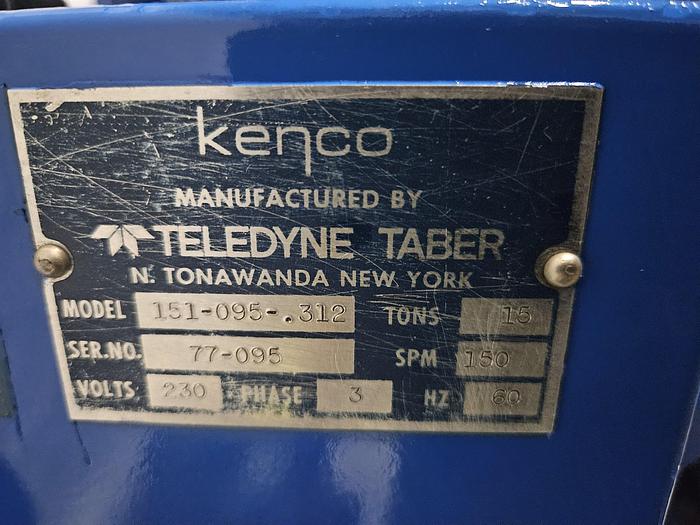 kenco
MANUFACTURED BY
TELEDYNE TABER
N. TONAWANDA NEW YORK
MODEL 151-095-.312 TONS 15
SER.NO. 77-095 SPM 150
VOLTS 230 PHASE 3 HZ 60